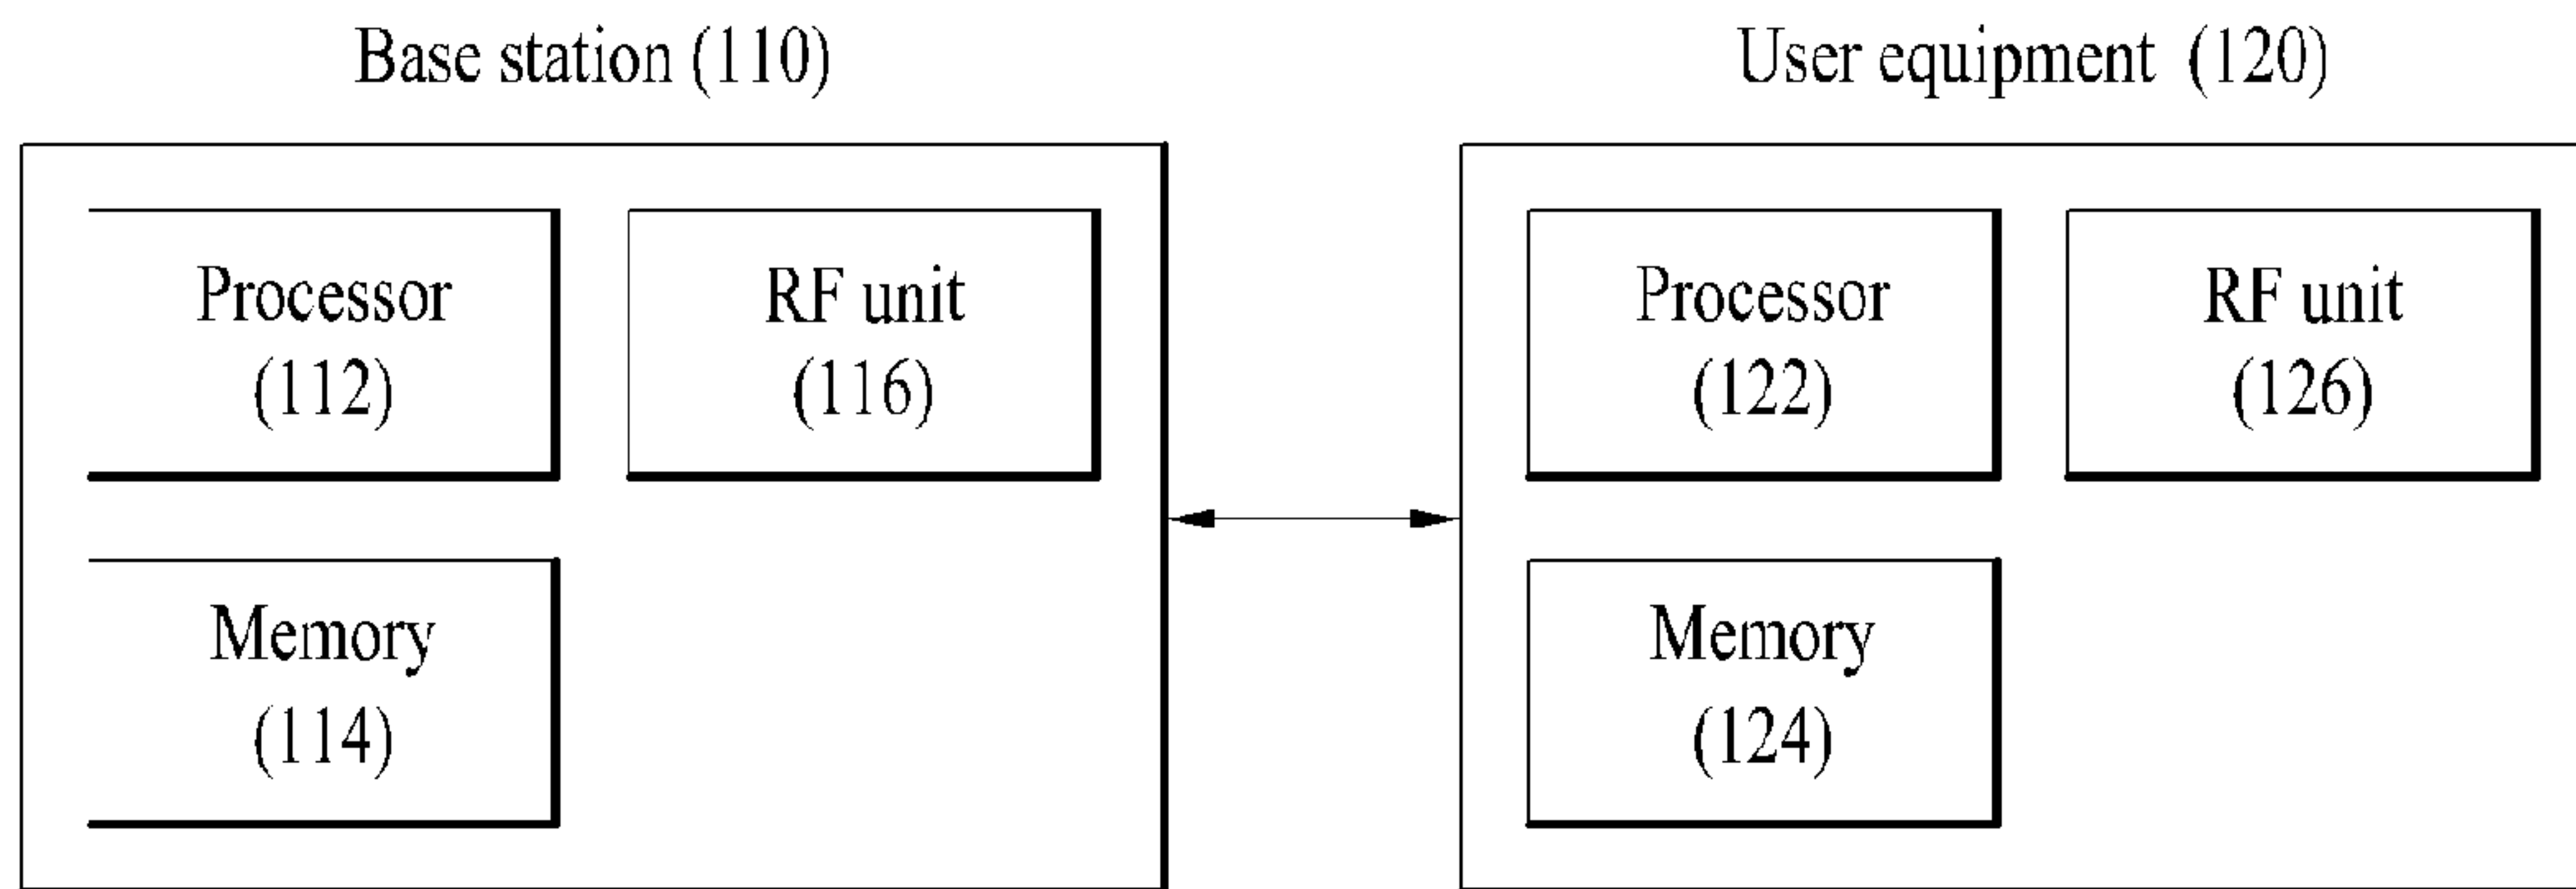 Base station (110)
User equipment (120)
Processor
(112)
RF unit
(116)
Processor
(122)
RF unit
(126)
Memory
(114)
Memory
(124)